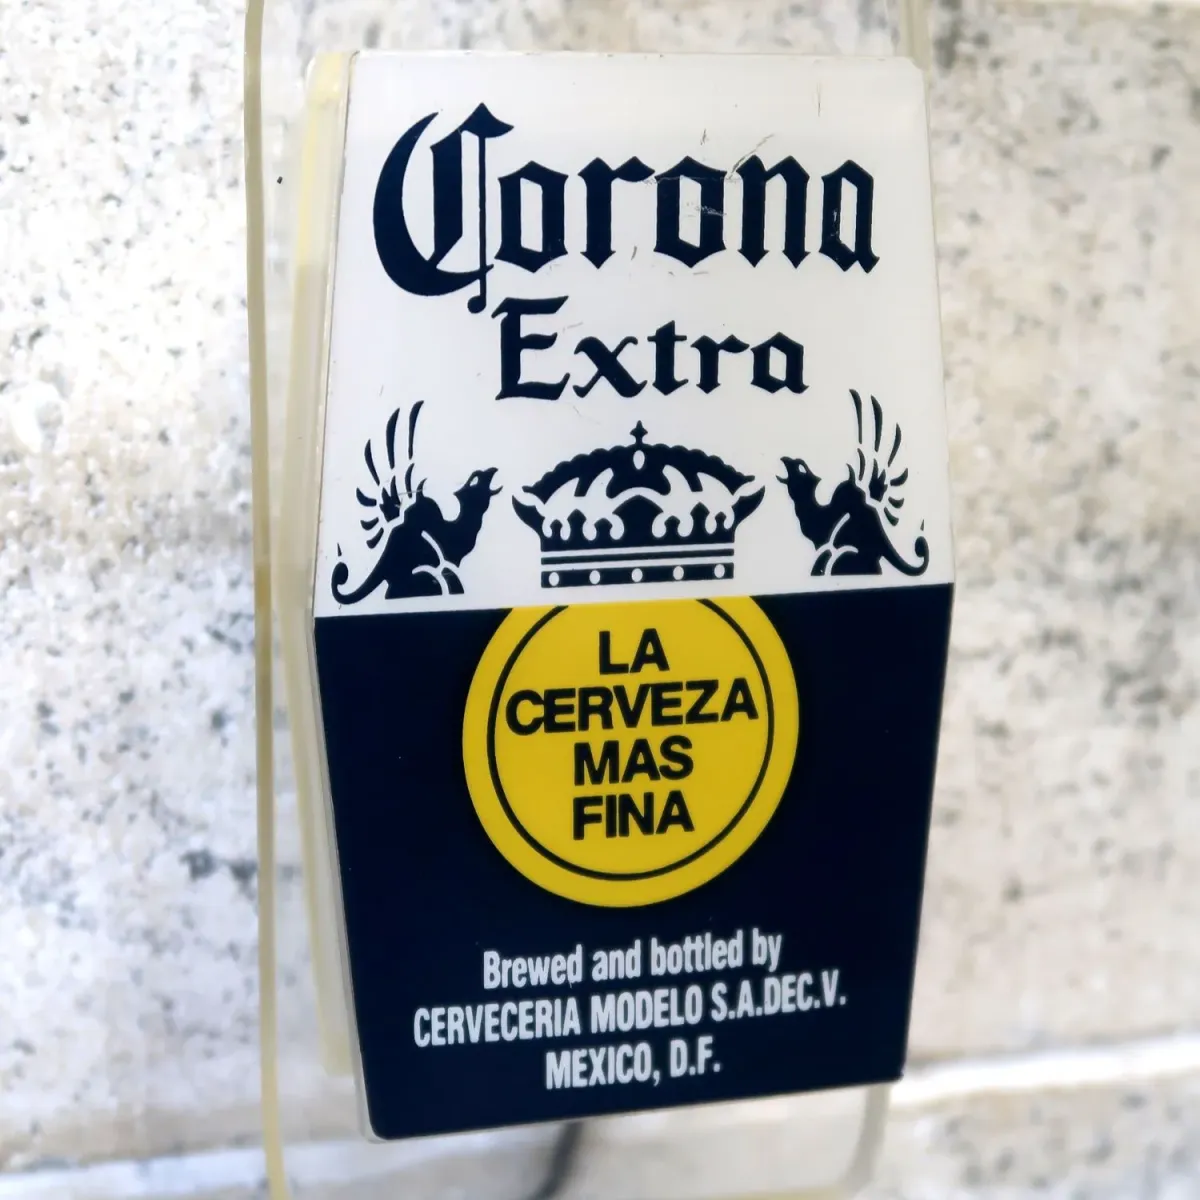 Corona
Extra
LA
CERVEZA
MAS
FINA
Brewed and bottled by
CERVECERIA MODELO S.A.DEC.V.
MEXICO, D.F.